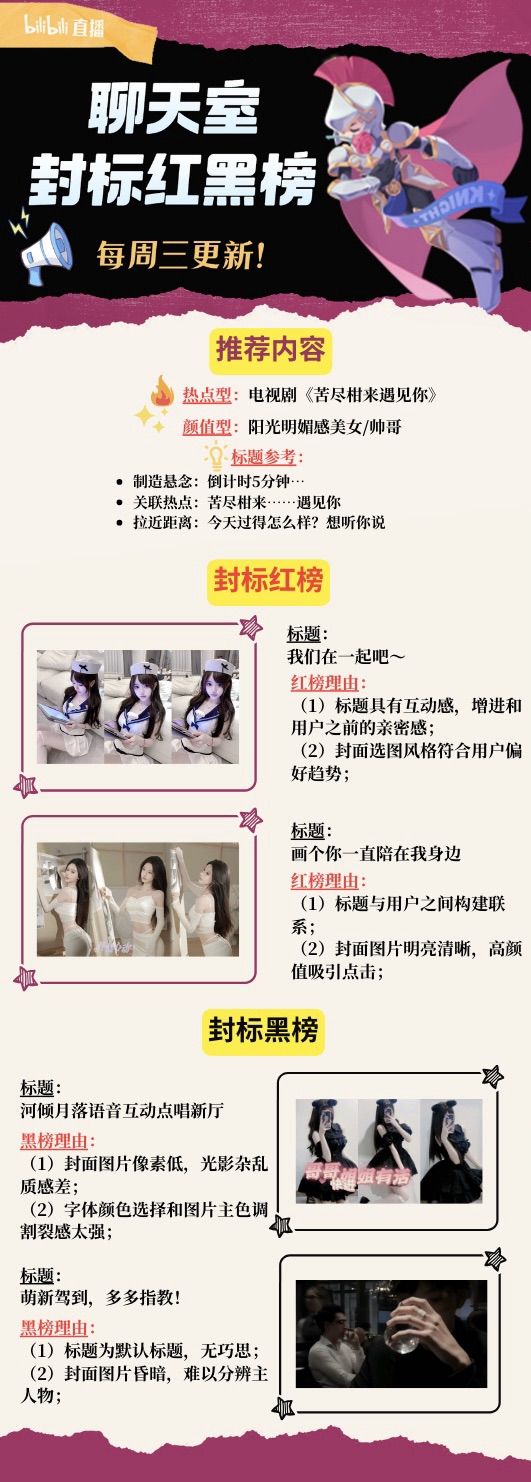 bilibili 直播
聊天室
封标红黑榜
每周三更新！
KNIGHT
推荐内容
热点型：电视剧《苦尽柑来遇见你》
颜值型：阳光明媚感美女/帅哥
标题参考：
制造悬念：倒计时5分钟…
关联热点：苦尽柑来……遇见你
拉近距离：今天过得怎么样？想听你说
封标红榜
标题：
我们在一起吧～
红榜理由：
（1）标题具有互动感，增进和
用户之前的亲密感；
（2）封面选图风格符合用户偏
好趋势；
标题：
画个你一直陪在我身边
红榜理由：
（1）标题与用户之间构建联
系；
（2）封面图片明亮清晰，高颜
值吸引点击；
封标黑榜
标题：
河倾月落语音互动点唱新厅
黑榜理由：
（1）封面图片像素低，光影杂乱
质感差；
（2）字体颜色选择和图片主色调
割裂感太强；
哥哥姐姐有活
标题：
萌新驾到，多多指教！
黑榜理由：
（1）标题为默认标题，无巧思；
（2）封面图片昏暗，难以分辨主
人物；